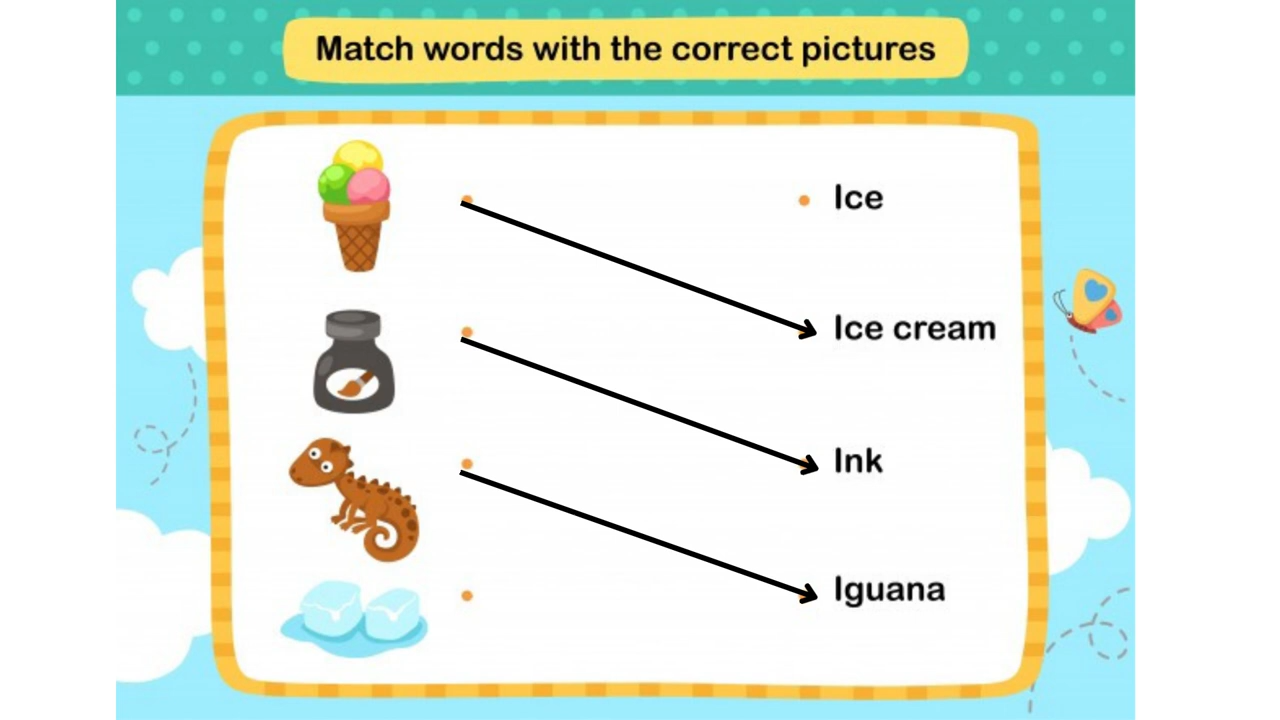 Match words with the correct pictures
Ice
Ice cream
Ink
Iguana